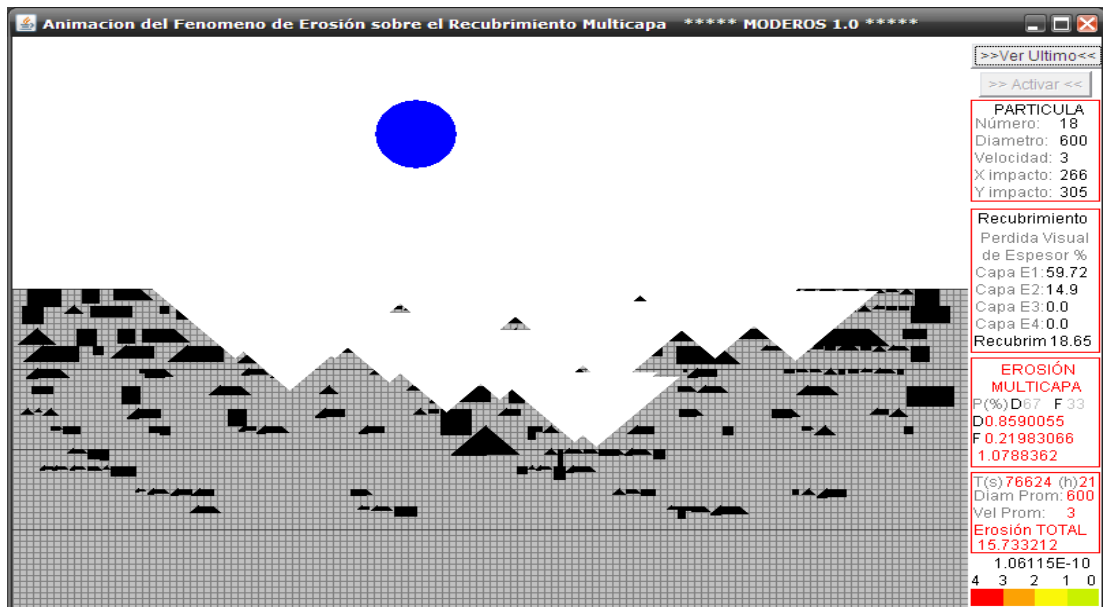 Animacion del Fenomeno de Erosión sobre el Recubrimiento Multicapa ***** MODEROS 1.0 *****
>>Ver Ultimo<<
>> Activar <<
PARTICULA
Número: 18
Diametro: 600
Velocidad: 3
X impacto: 266
Y impacto: 305
Recubrimiento
Perdida Visual
de Espesor %
Capa E1:59.72
Capa E2:14.9
Capa E3:0.0
Capa E4:0.0
Recubrim 18.65
EROSIÓN
MULTICAPA
P(%) D67 F 33
D0.8590055
F 0.21983066
1.0788362
T(s)76624 (h)21
Diam Prom: 600
Vel Prom: 3
Erosión TOTAL
15.733212
1.06115E-10
4 3 2 1 0